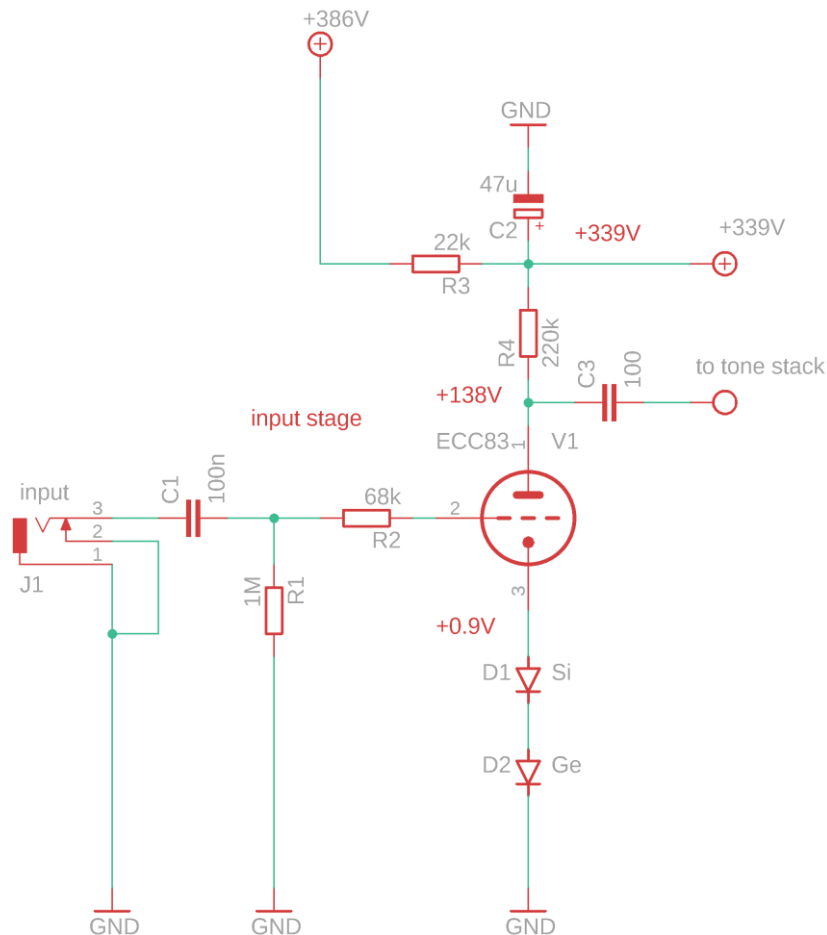 +386V
GND
47u
C2
+
+339V
+339V
22k
R3
R4
220k
C3
100
to tone stack
+138V
input stage
ECC83
1
V1
input
3
2
1
J1
C1
100n
68k
R2
2
1M
R1
3
+0.9V
D1
Si
D2
Ge
GND
GND
GND